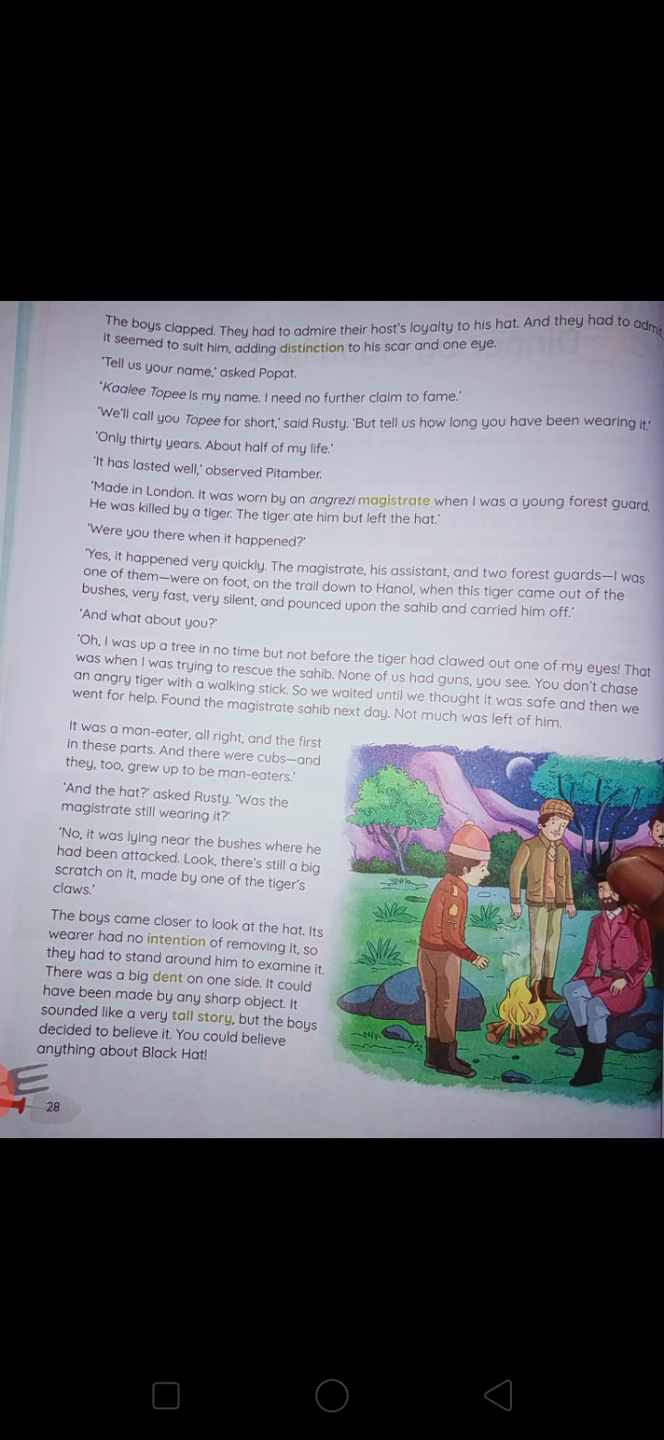 The boys clapped. They had to admire their host's loyalty to his hat. And they had to admit,
it seemed to suit him, adding distinction to his scar and one eye.
'Tell us your name,' asked Popat.
'Kaalee Topee is my name. I need no further claim to fame.'
'We'll call you Topee for short,' said Rusty. 'But tell us how long you have been wearing it.'
'Only thirty years. About half of my life.'
'It has lasted well,' observed Pitamber.
'Made in London. It was worn by an angrezi magistrate when I was a young forest guard.
He was killed by a tiger. The tiger ate him but left the hat.'
'Were you there when it happened?'
'Yes, it happened very quickly. The magistrate, his assistant, and two forest guards—I was
one of them—were on foot, on the trail down to Hanol, when this tiger came out of the
bushes, very fast, very silent, and pounced upon the sahib and carried him off.'
'And what about you?'
'Oh, I was up a tree in no time but not before the tiger had clawed out one of my eyes! That
was when I was trying to rescue the sahib. None of us had guns, you see. You don't chase
an angry tiger with a walking stick. So we waited until we thought it was safe and then we
went for help. Found the magistrate sahib next day. Not much was left of him.
It was a man-eater, all right, and the first
in these parts. And there were cubs—and
they, too, grew up to be man-eaters.'
'And the hat?' asked Rusty. 'Was the
magistrate still wearing it?'
'No, it was lying near the bushes where he
had been attacked. Look, there's still a big
scratch on it, made by one of the tiger's
claws.'
The boys came closer to look at the hat. Its
wearer had no intention of removing it, so
they had to stand around him to examine it.
There was a big dent on one side. It could
have been made by any sharp object. It
sounded like a very tall story, but the boys
decided to believe it. You could believe
anything about Black Hat!
28